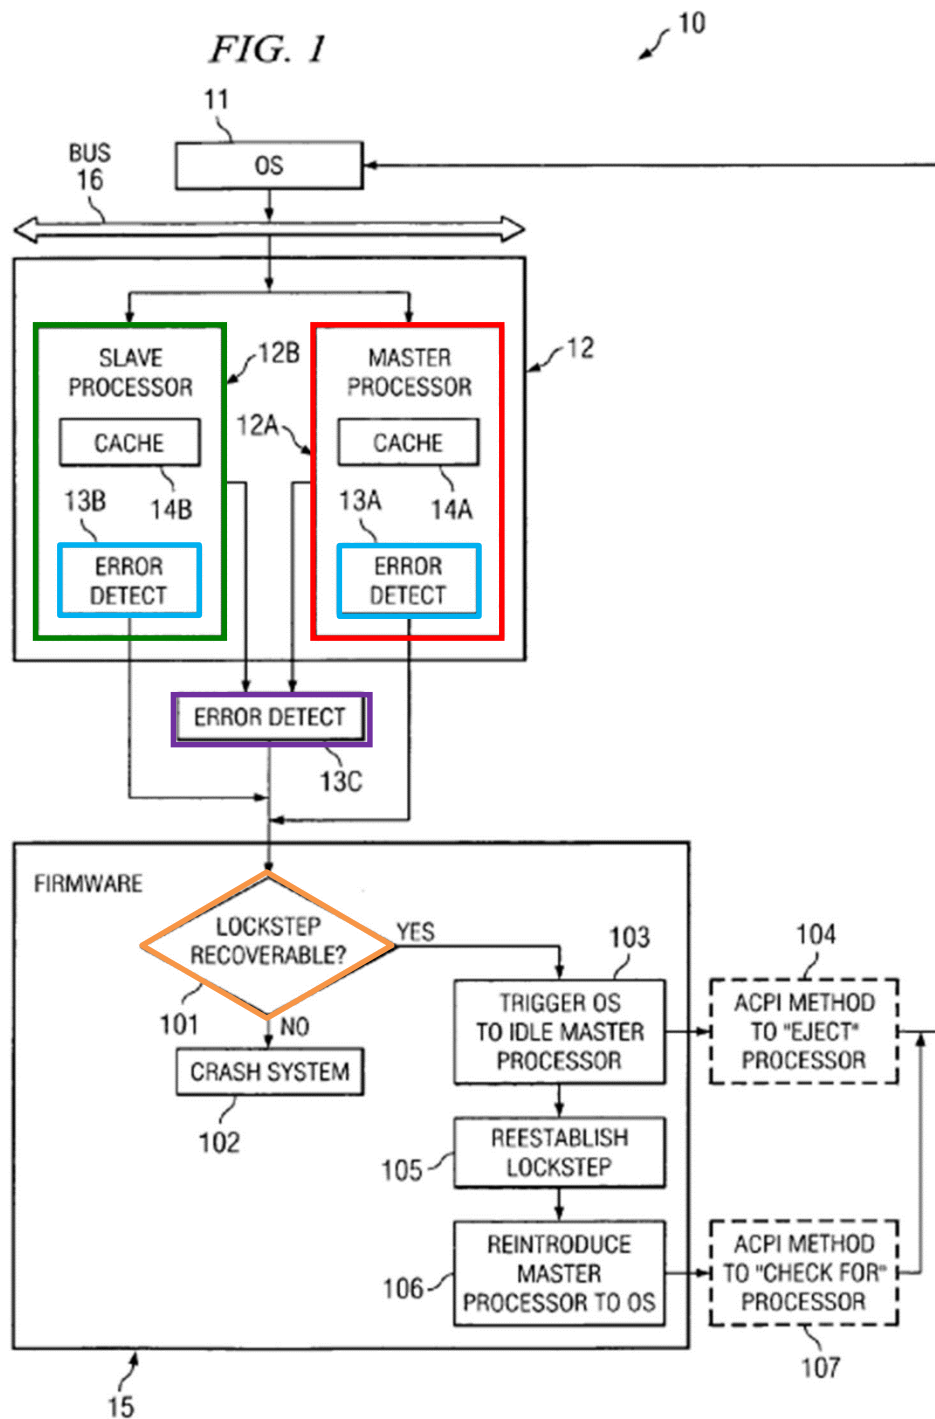 FIG. 1
10
11
OS
BUS
16
12
SLAVE
PROCESSOR
12B
MASTER
PROCESSOR
12A
CACHE
CACHE
13B
14B
13A
14A
ERROR
DETECT
ERROR
DETECT
ERROR DETECT
13C
FIRMWARE
LOCKSTEP
RECOVERABLE?
YES
101
NO
CRASH SYSTEM
102
103
TRIGGER OS
TO IDLE MASTER
PROCESSOR
104
ACPI METHOD
TO "EJECT"
PROCESSOR
REESTABLISH
LOCKSTEP
105
REINTRODUCE
MASTER
PROCESSOR TO OS
106
ACPI METHOD
TO "CHECK FOR"
PROCESSOR
107
15